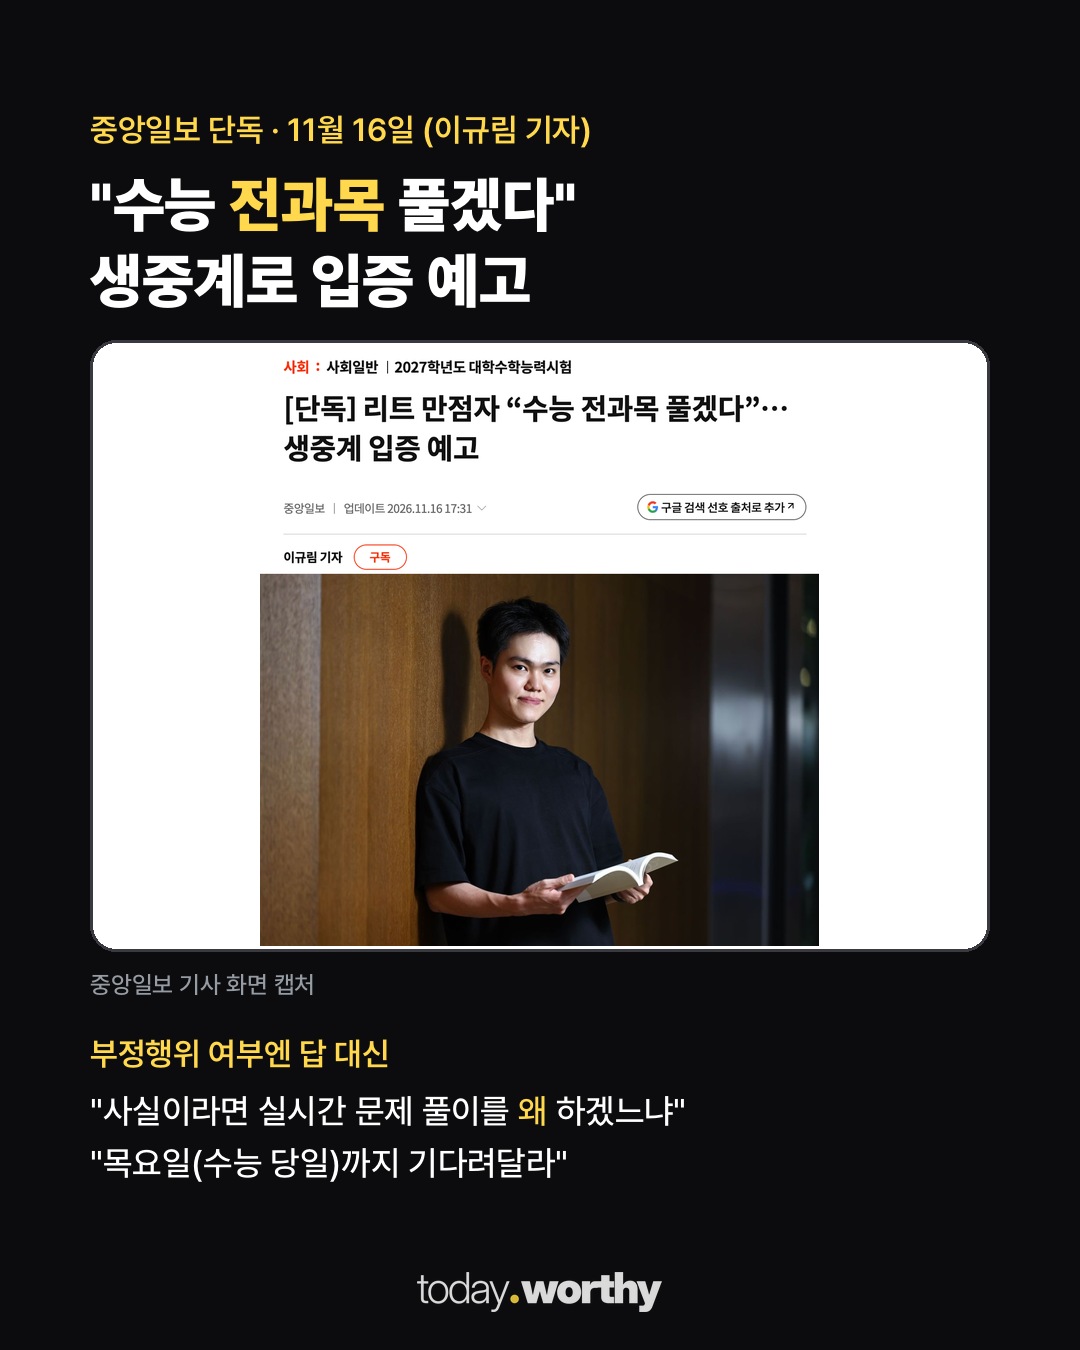 중앙일보 단독 · 11월 16일 (이규림 기자)
"수능 전과목 풀겠다"
생중계로 입증 예고
사회 : 사회일반 | 2027학년도 대학수학능력시험
[단독] 리트 만점자 “수능 전과목 풀겠다”…
생중계 입증 예고
중앙일보 | 업데이트 2026.11.16 17:31
구글 검색 선호 출처로 추가
이규림 기자 구독
중앙일보 기사 화면 캡처
부정행위 여부엔 답 대신
"사실이라면 실시간 문제 풀이를 왜 하겠느냐"
"목요일(수능 당일)까지 기다려달라"
today.worthy